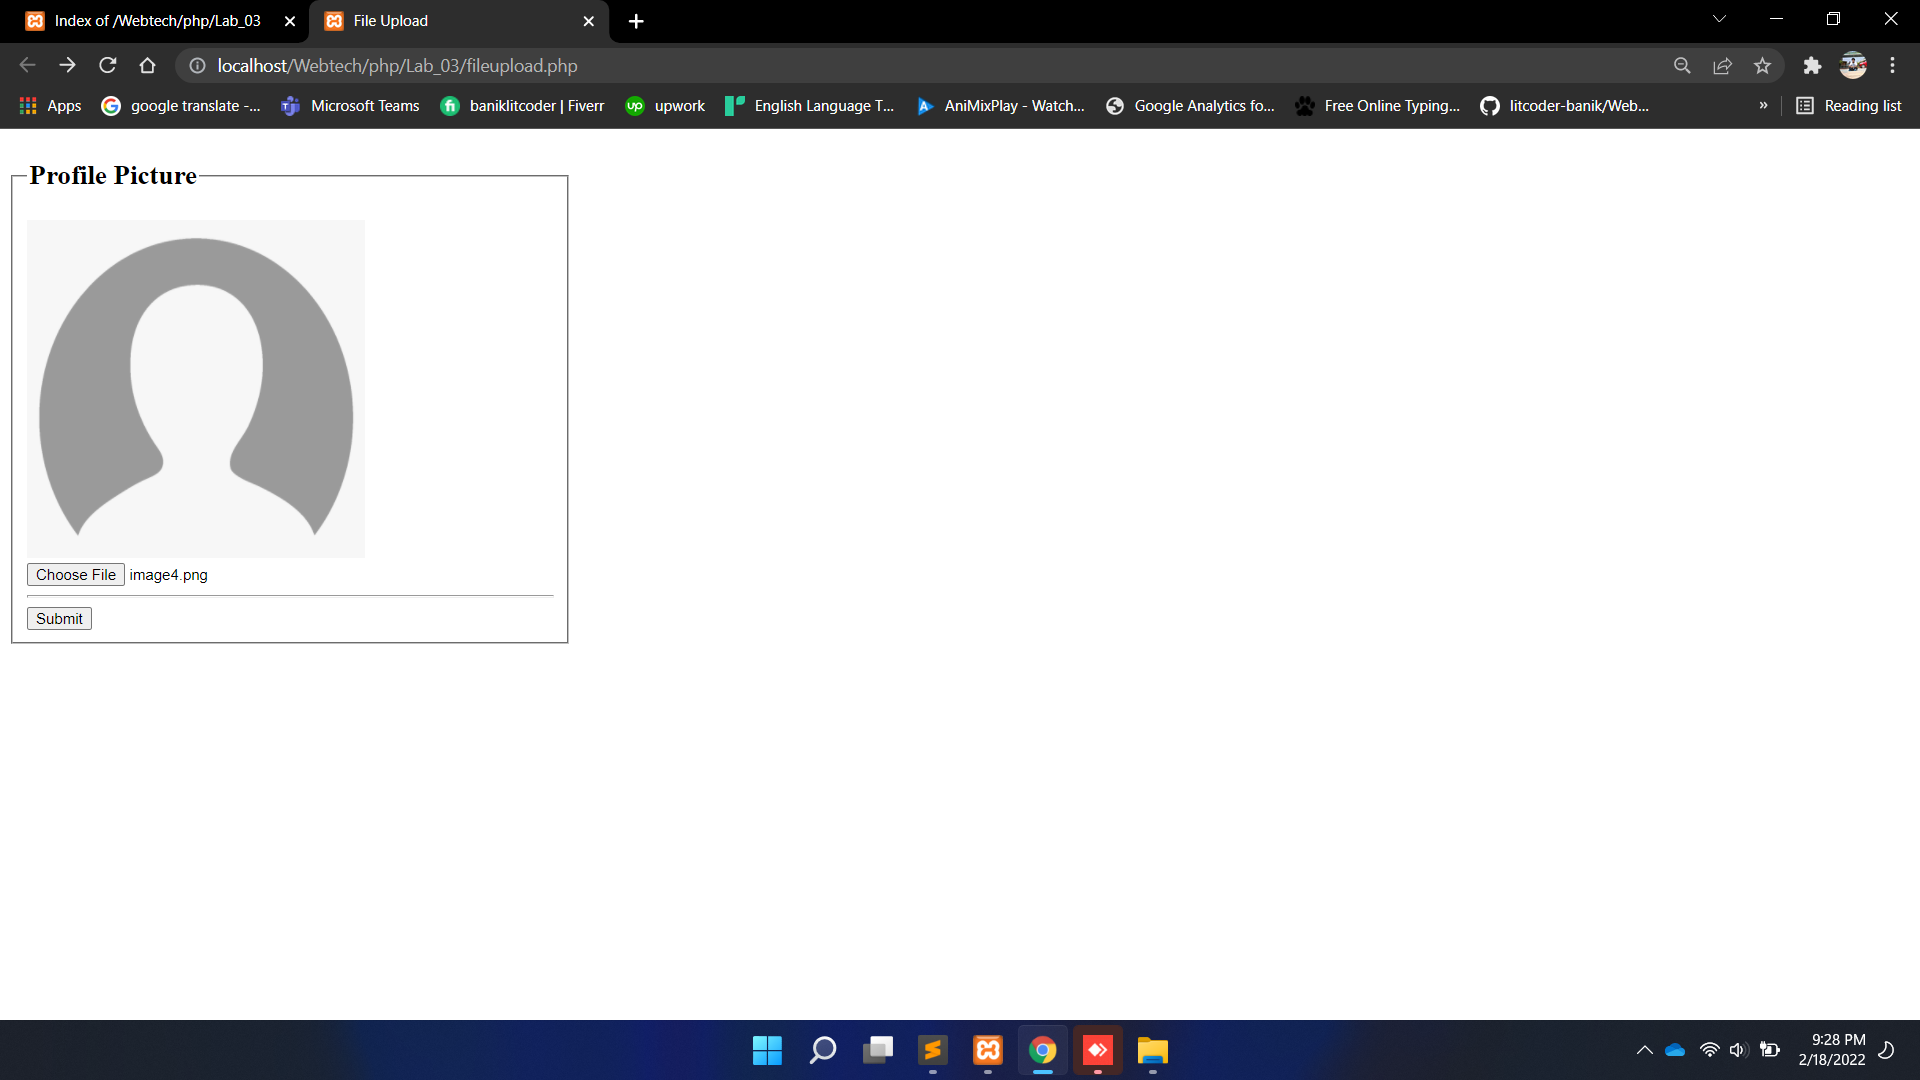 Index of /Webtech/php/Lab_03
File Upload
localhost/Webtech/php/Lab_03/fileupload.php
Apps
google translate -...
Microsoft Teams
baniklitcoder | Fiverr
upwork
English Language T...
AniMixPlay - Watch...
Google Analytics fo...
Free Online Typing...
litcoder-banik/Web...
»
Reading list
Profile Picture
Choose File image4.png
Submit
9:28 PM
2/18/2022